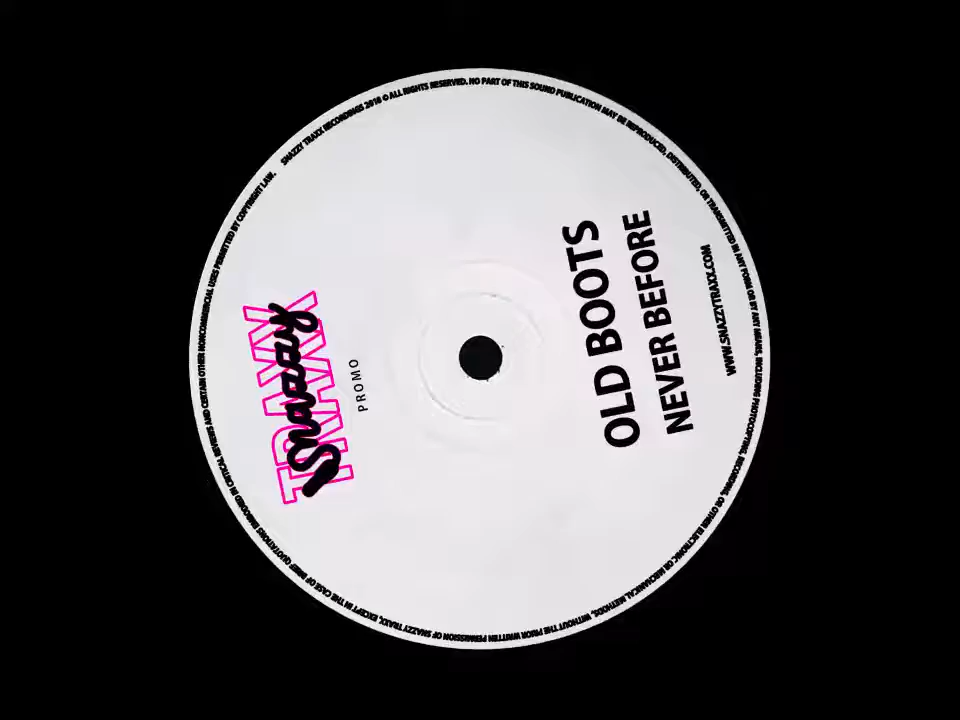 Snazzy
TRAXX
PROMO
OLD BOOTS
NEVER BEFORE
WWW.SNAZZYTRAXX.COM
SNAZZY TRAXX RECORDINGS 2018 © ALL RIGHTS RESERVED. NO PART OF THIS SOUND PUBLICATION MAY BE REPRODUCED, DISTRIBUTED, OR TRANSMITTED IN ANY FORM OR BY ANY MEANS, INCLUDING PHOTOCOPYING, RECORDING, OR OTHER ELECTRONIC OR MECHANICAL METHODS, WITHOUT THE PRIOR WRITTEN PERMISSION OF SNAZZY TRAXX, EXCEPT IN THE CASE OF BRIEF QUOTATIONS EMBODIED IN CRITICAL REVIEWS AND CERTAIN OTHER NONCOMMERCIAL USES PERMITTED BY COPYRIGHT LAW.